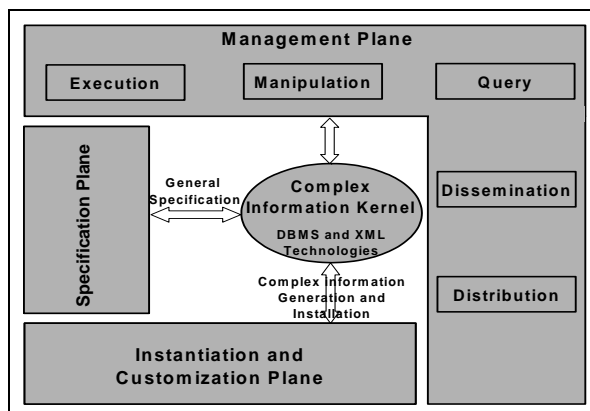 Management Plane
Execution
Manipulation
Query
Specification Plane
General
Specification
Complex
Information Kernel
DBMS and XML
Technologies
Dissemination
Complex information
Generation and
Installation
Distribution
Instantiation and
Customization Plane